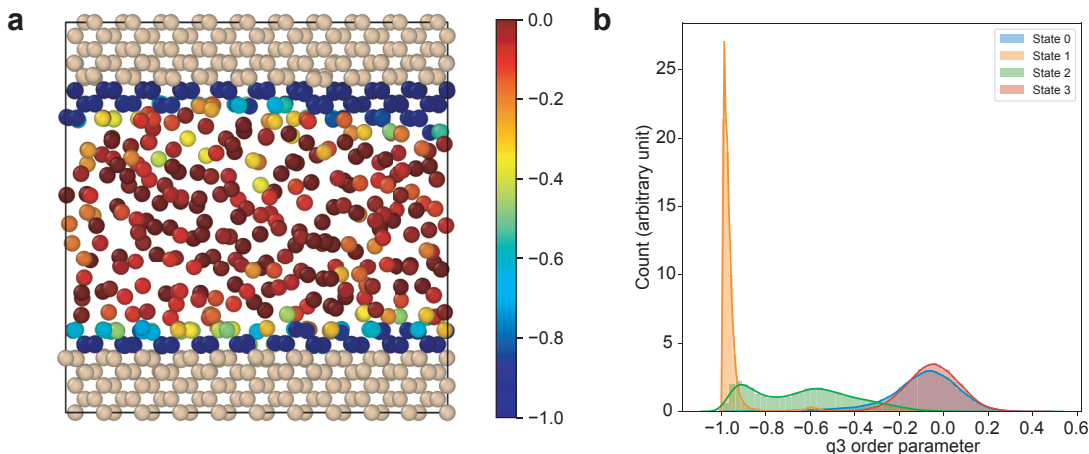 a
0.0
−0.2
−0.4
−0.6
−0.8
−1.0
b
State 0
State 1
State 2
State 3
25
20
15
10
5
0
Count (arbitrary unit)
−1.0 −0.8 −0.6 −0.4 −0.2 0.0 0.2 0.4 0.6
q3 order parameter